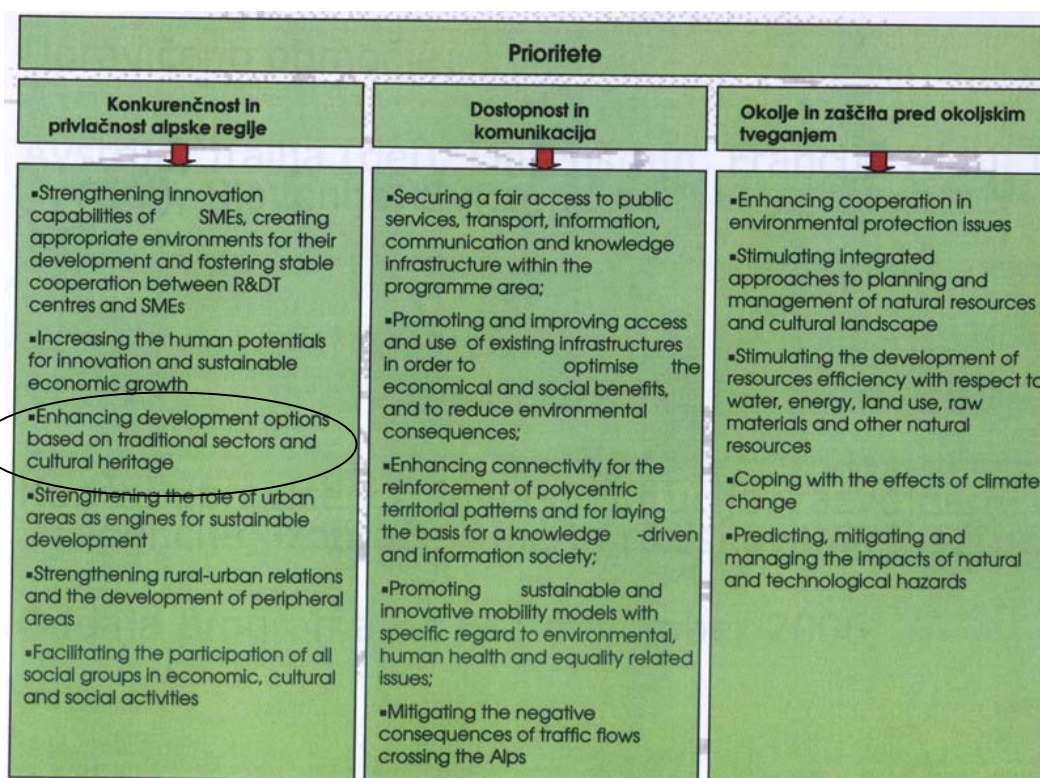 Prioritete
Konkurenčnost in
privlačnost alpske regije
▪Strengthening innovation
capabilities of SMEs, creating
appropriate environments for their
development and fostering stable
cooperation between R&DT
centres and SMEs
▪Increasing the human potentials
for innovation and sustainable
economic growth
▪Enhancing development options
based on traditional sectors and
cultural heritage
▪Strengthening the role of urban
areas as engines for sustainable
development
▪Strengthening rural-urban relations
and the development of peripheral
areas
▪Facilitating the participation of all
social groups in economic, cultural
and social activities
Dostopnost in
komunikacija
▪Securing a fair access to public
services, transport, information,
communication and knowledge
infrastructure within the
programme area;
▪Promoting and improving access
and use of existing infrastructures
in order to optimise the
economical and social benefits,
and to reduce environmental
consequences;
▪Enhancing connectivity for the
reinforcement of polycentric
territorial patterns and for laying
the basis for a knowledge -driven
and information society;
▪Promoting sustainable and
innovative mobility models with
specific regard to environmental,
human health and equality related
issues;
▪Mitigating the negative
consequences of traffic flows
crossing the Alps
Okolje in zaščita pred okoljskim
tveganjem
▪Enhancing cooperation in
environmental protection issues
▪Stimulating integrated
approaches to planning and
management of natural resources
and cultural landscape
▪Stimulating the development of
resources efficiency with respect to
water, energy, land use, raw
materials and other natural
resources
▪Coping with the effects of climate
change
▪Predicting, mitigating and
managing the impacts of natural
and technological hazards